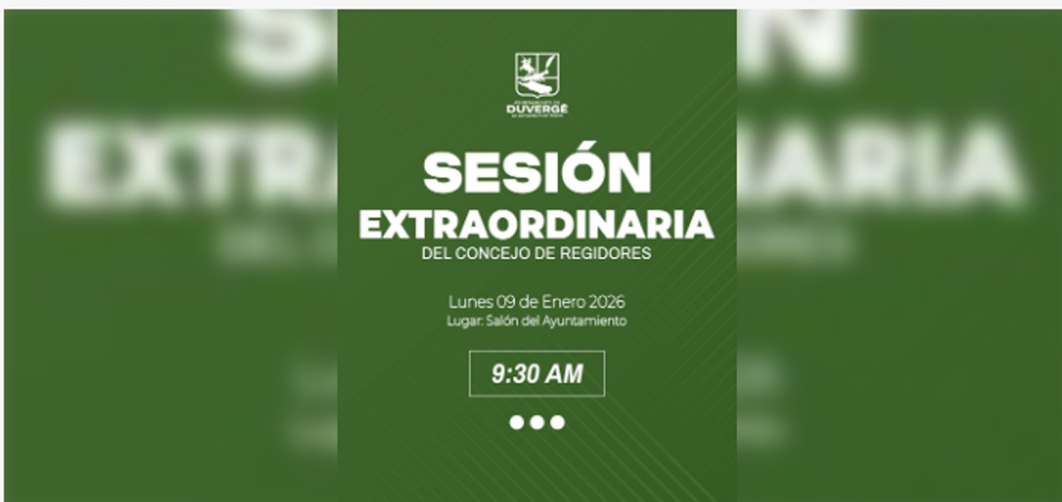 DUVERGÉ
SESIÓN
EXTRAORDINARIA
DEL CONCEJO DE REGIDORES
Lunes 09 de Enero 2026
Lugar: Salón del Ayuntamiento
9:30 AM